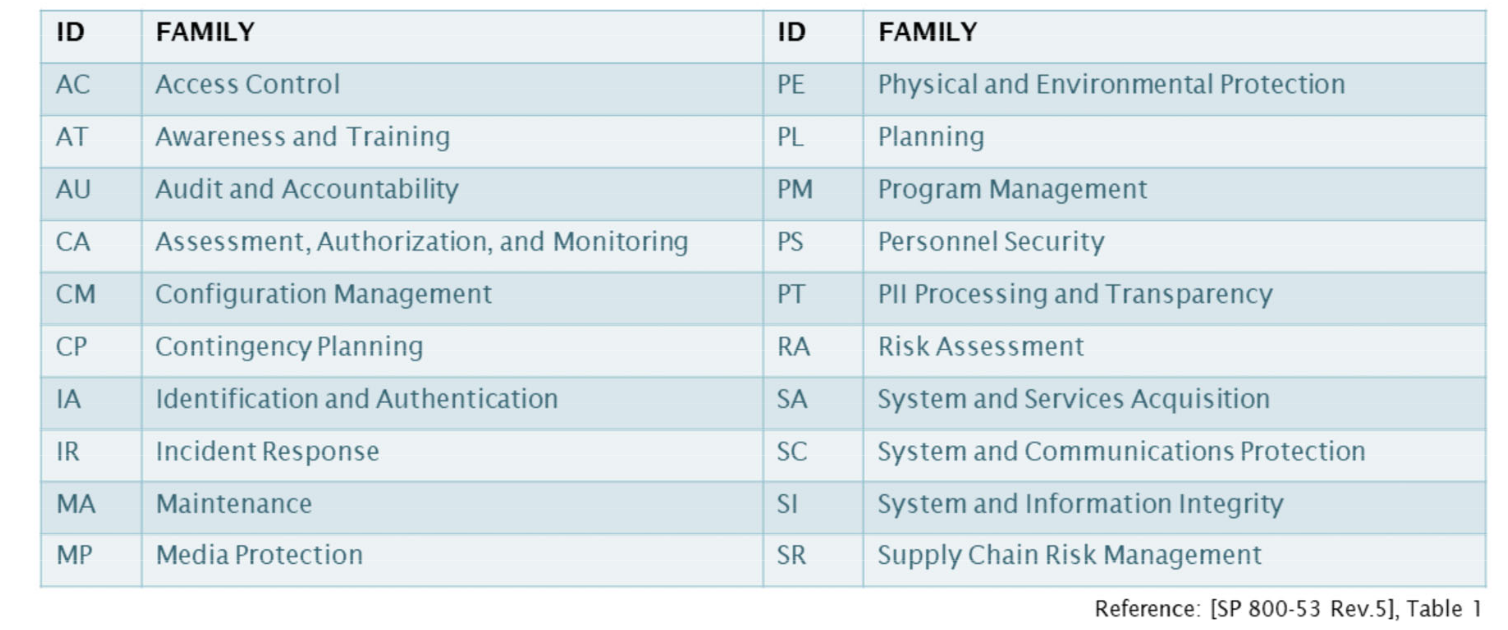 ID FAMILY ID FAMILY
AC Access Control PE Physical and Environmental Protection
AT Awareness and Training PL Planning
AU Audit and Accountability PM Program Management
CA Assessment, Authorization, and Monitoring PS Personnel Security
CM Configuration Management PT PII Processing and Transparency
CP Contingency Planning RA Risk Assessment
IA Identification and Authentication SA System and Services Acquisition
IR Incident Response SC System and Communications Protection
MA Maintenance SI System and Information Integrity
MP Media Protection SR Supply Chain Risk Management
Reference: [SP 800-53 Rev.5], Table 1